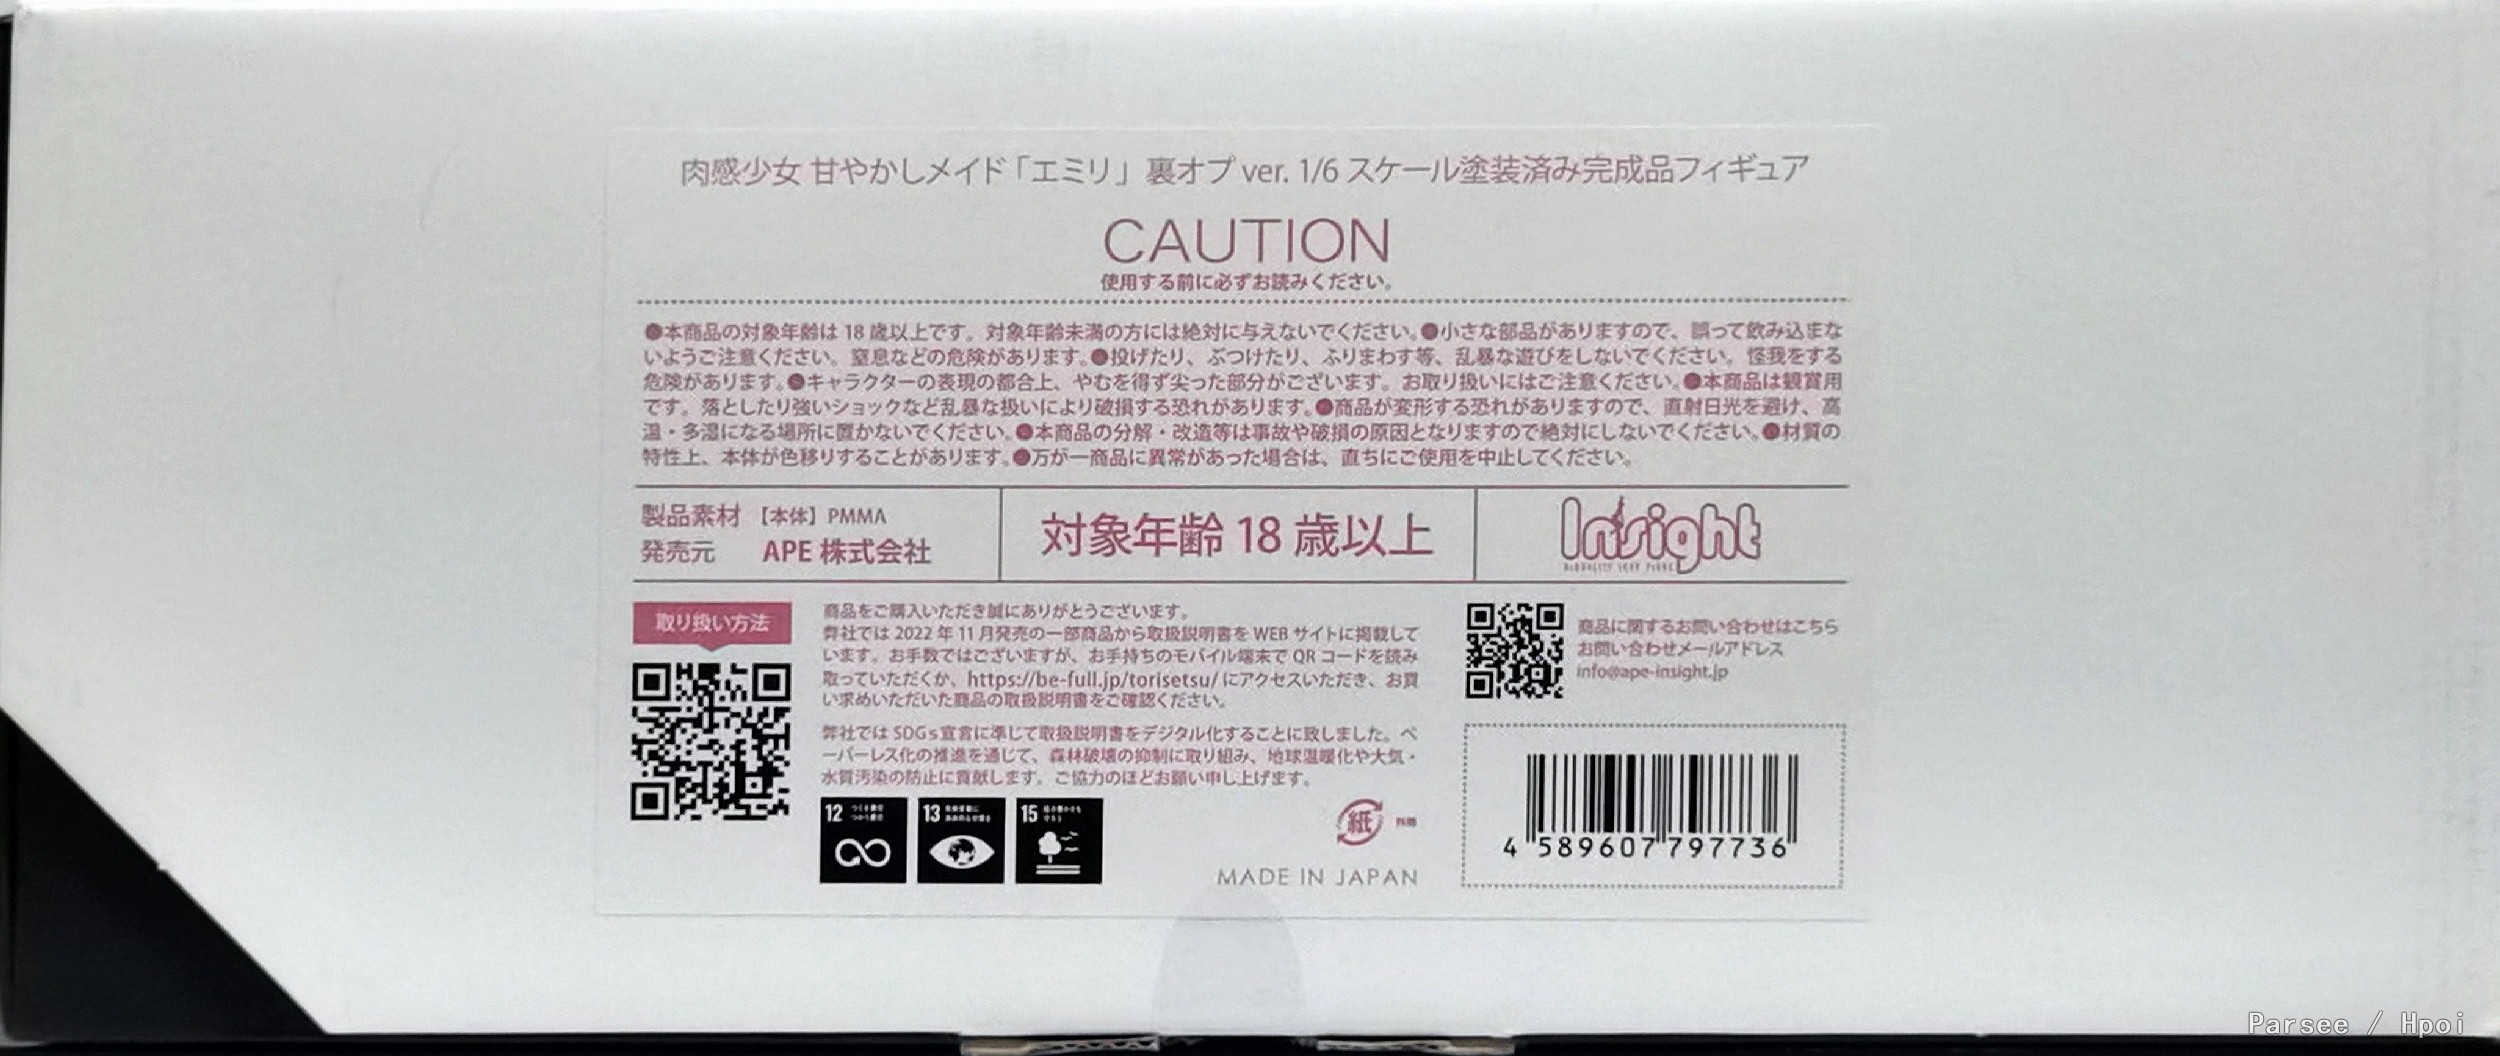 肉感少女 甘やかしメイド「エミリ」裏オプ ver. 1/6 スケール塗装済み完成品フィギュア
CAUTION
使用する前に必ずお読みください。
●本商品の対象年齢は 18 歳以上です。対象年齢未満の方には絶対に与えないでください。●小さな部品がありますので、誤って飲み込まな
いようご注意ください。窒息などの危険があります。●投げたり、ぶつけたり、ふりまわす等、乱暴な遊びをしないでください。怪我をする
危険があります。●キャラクターの表現の都合上、やむを得ず尖った部分がございます。お取り扱いにはご注意ください。●本商品は観賞用
です。落としたり強いショックなど乱暴な扱いにより破損する恐れがあります。●商品が変形する恐れがありますので、直射日光を避け、高
温・多湿になる場所に置かないでください。●本商品の分解・改造等は事故や破損の原因となりますので絶対にしないでください。●材質の
特性上、本体が色移りすることがあります。●万が一商品に異常があった場合は、直ちにご使用を中止してください。
製品素材 【本体】PMMA
発売元 APE 株式会社
対象年齢 18 歳以上
Insight
取り扱い方法
商品をご購入いただき誠にありがとうございます。
弊社では 2022 年 11 月発売の一部商品から取扱説明書を WEB サイトに掲載して
います。お手数ではございますが、お手持ちのモバイル端末で QR コードを読み
取っていただくか、https://be-full.jp/torisetsu/ にアクセスいただき、お買
い求めいただいた商品の取扱説明書をご確認ください。
弊社では SDGs 宣言に準じて取扱説明書をデジタル化することに致しました。ペ
ーパーレス化の推進を通じて、森林破壊の抑制に取り組み、地球温暖化や大気・
水質汚染の防止に貢献します。ご協力のほどお願い申し上げます。
12 つくる責任
つかう責任
13 気候変動に
具体的な対策を
15 陸の豊かさも
守ろう
紙 外箱
MADE IN JAPAN
商品に関するお問い合わせはこちら
お問い合わせメールアドレス
info@ape-insight.jp
4 589607 797736
Parsee / Hpoi